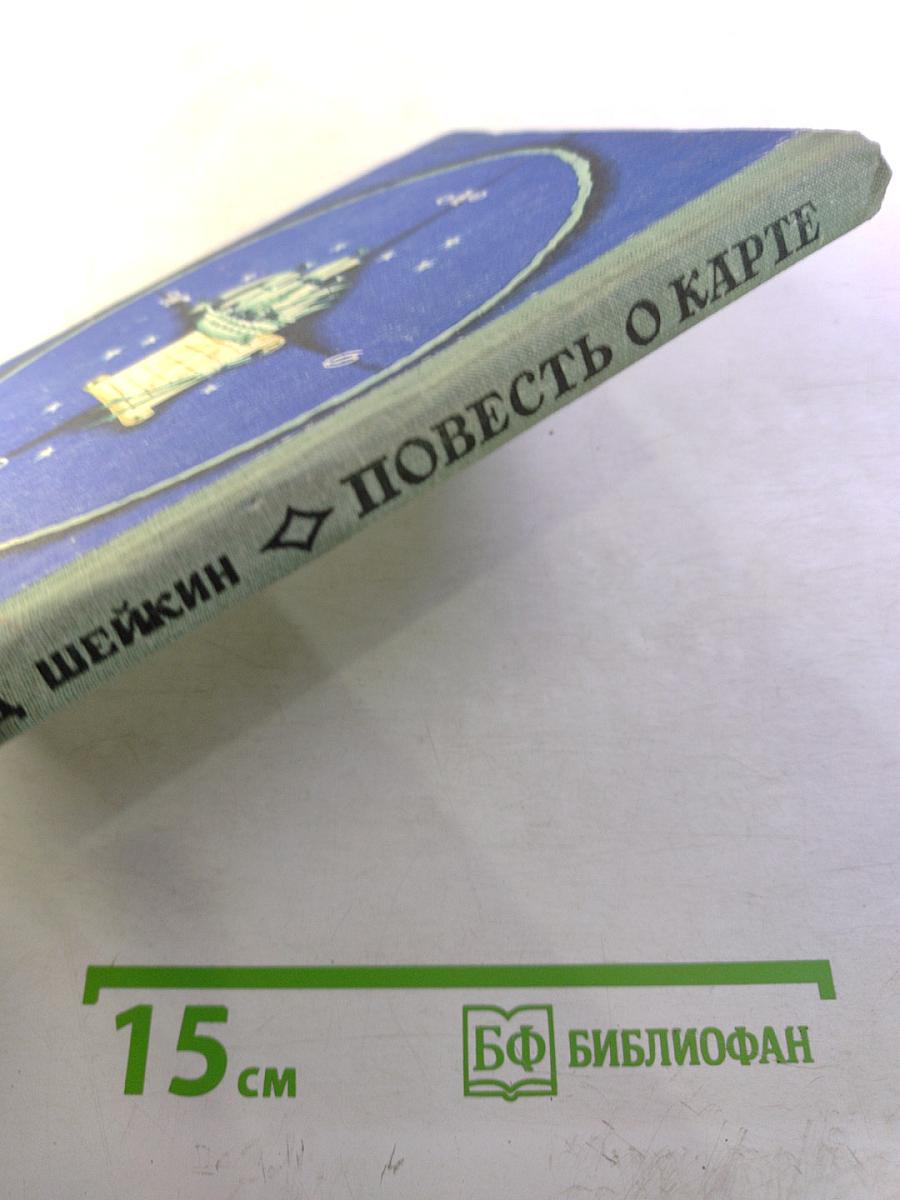 ШЕЙКИН ПОВЕСТЬ О КАРТЕ
15 см
БФ БИБЛИОФАН